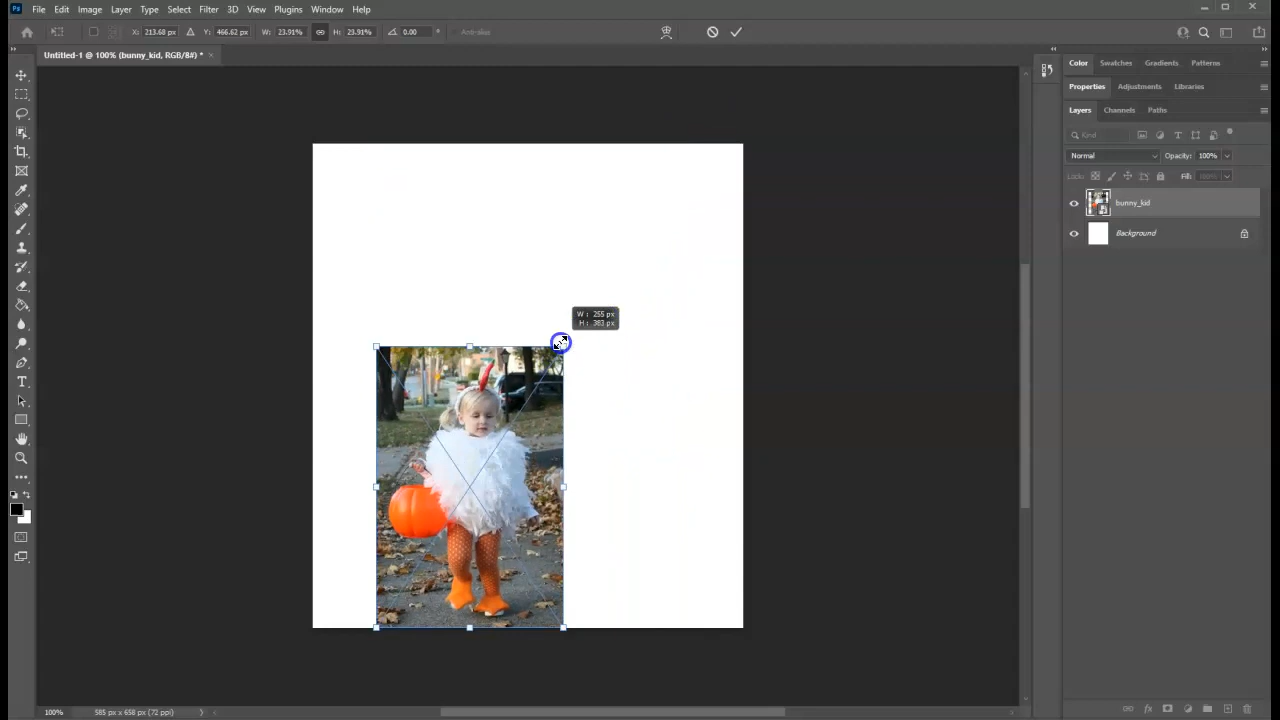 Ps File Edit Image Layer Type Select Filter 3D View Plugins Window Help
X: 213.68 px Y: 466.62 px W: 23.91% H: 23.91% 0.00 ° Anti-alias
Untitled-1 @ 100% (bunny_kid, RGB/8#) * ×
Color Swatches Gradients Patterns
Properties Adjustments Libraries
Layers Channels Paths
Kind
Normal Opacity: 100%
Lock: Fill: 100%
bunny_kid
Background
W: 255 px
H: 383 px
100% 585 px x 658 px (72 ppi)